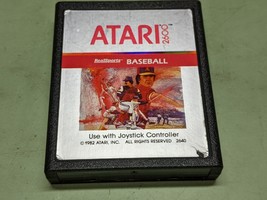 ATARI 2600
RealSports BASEBALL
Use with Joystick Controller
© 1982 ATARI, INC. ALL RIGHTS RESERVED 2640